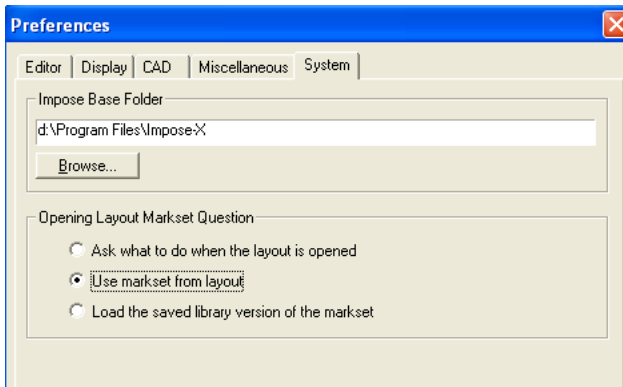 Preferences
Editor Display CAD Miscellaneous System
Impose Base Folder
d:\Program Files\Impose-X
Browse...
Opening Layout Markset Question
Ask what to do when the layout is opened
Use markset from layout
Load the saved library version of the markset